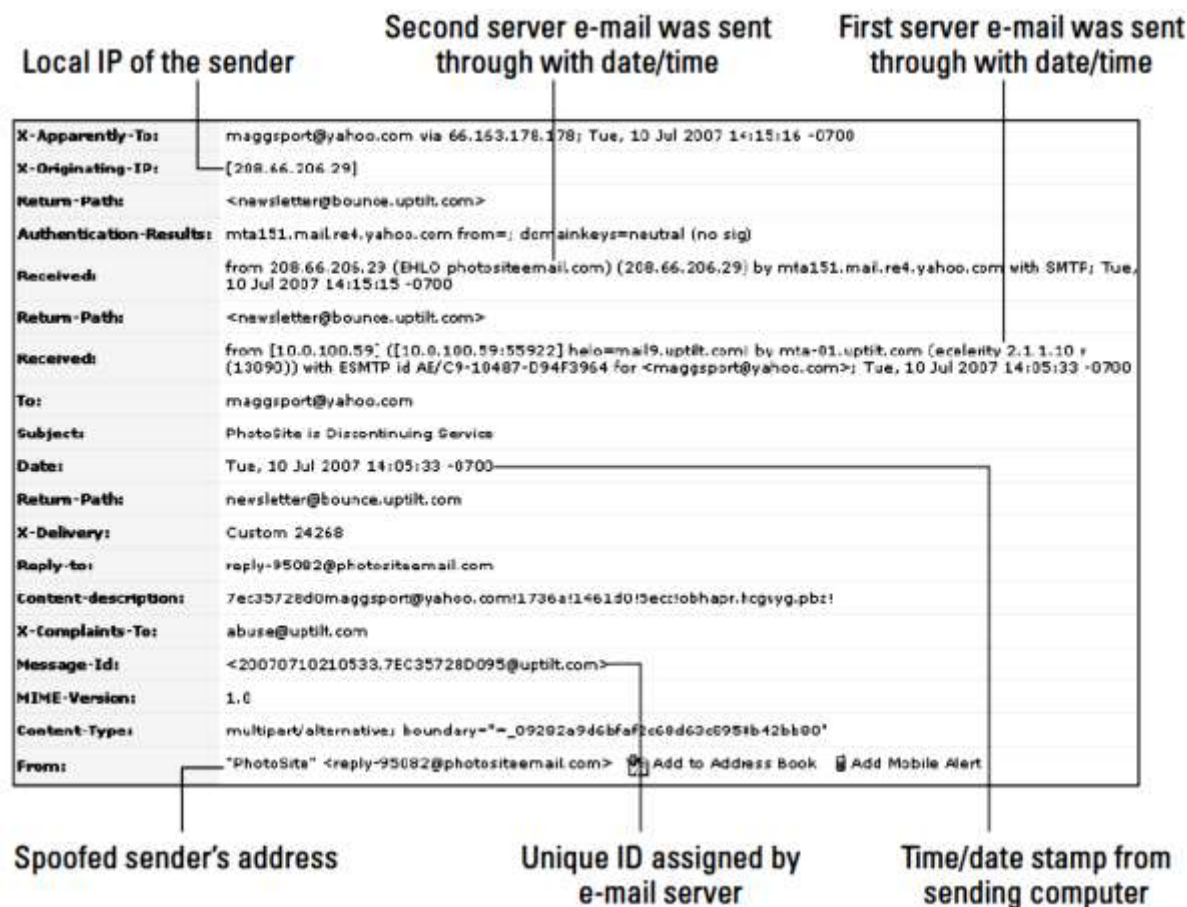 Second server e-mail was sent through with date/time
First server e-mail was sent through with date/time
Local IP of the sender
X-Apparently-To: maggsport@yahoo.com via 66.163.178.178; Tue, 10 Jul 2007 14:15:16 -0700
X-Originating-IP: [208.66.206.29]
Return-Path: <newsletter@bounce.uptilt.com>
Authentication-Results: mta151.mail.re4.yahoo.com from=; domainkeys=neutral (no sig)
Received: from 208.66.206.29 (EHLO photositeemail.com) (208.66.206.29) by mta151.mail.re4.yahoo.com with SMTP; Tue,
10 Jul 2007 14:15:15 -0700
Return-Path: <newsletter@bounce.uptilt.com>
Received: from [10.0.100.59] ([10.0.100.59:55922] helo=mail9.uptilt.com) by mta-01.uptilt.com (ecelerity 2.1.1.10 r
(13090)) with ESMTP id AE/C9-10487-D94F3964 for <maggsport@yahoo.com>; Tue, 10 Jul 2007 14:05:33 -0700
To: maggsport@yahoo.com
Subject: PhotoSite is Discontinuing Service
Date: Tue, 10 Jul 2007 14:05:33 -0700
Return-Path: newsletter@bounce.uptilt.com
X-Delivery: Custom 24268
Reply-to: reply-95082@photositeemail.com
Content-description:
X-Complaints-To: abuse@uptilt.com
Message-Id: <20070710210533.7EC35728D095@uptilt.com>
MIME-Version: 1.0
Content-Type: multipart/alternative;
From: "PhotoSite" <reply-95082@photositeemail.com> Add to Address Book Add Mobile Alert
Spoofed sender's address
Unique ID assigned by e-mail server
Time/date stamp from sending computer